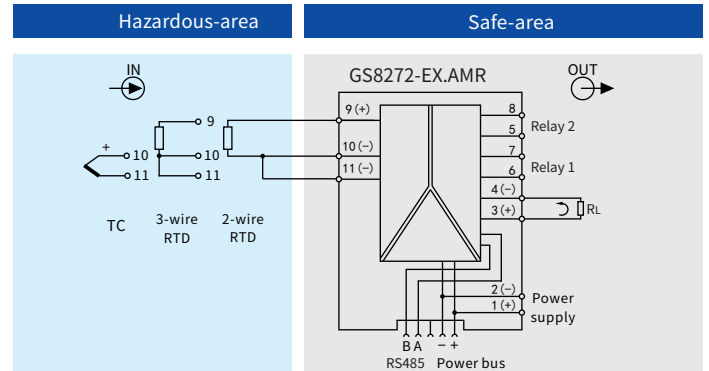 Hazardous-area
Safe-area
IN
GS8272-EX.AMR
OUT
9 (+)
10 (−)
11 (−)
8
5
Relay 2
7
6
Relay 1
4 (−)
3 (+)
RL
2 (−)
1 (+)
Power
supply
+
10
11
TC
9
10
11
3-wire
RTD
2-wire
RTD
B A − +
RS485 Power bus